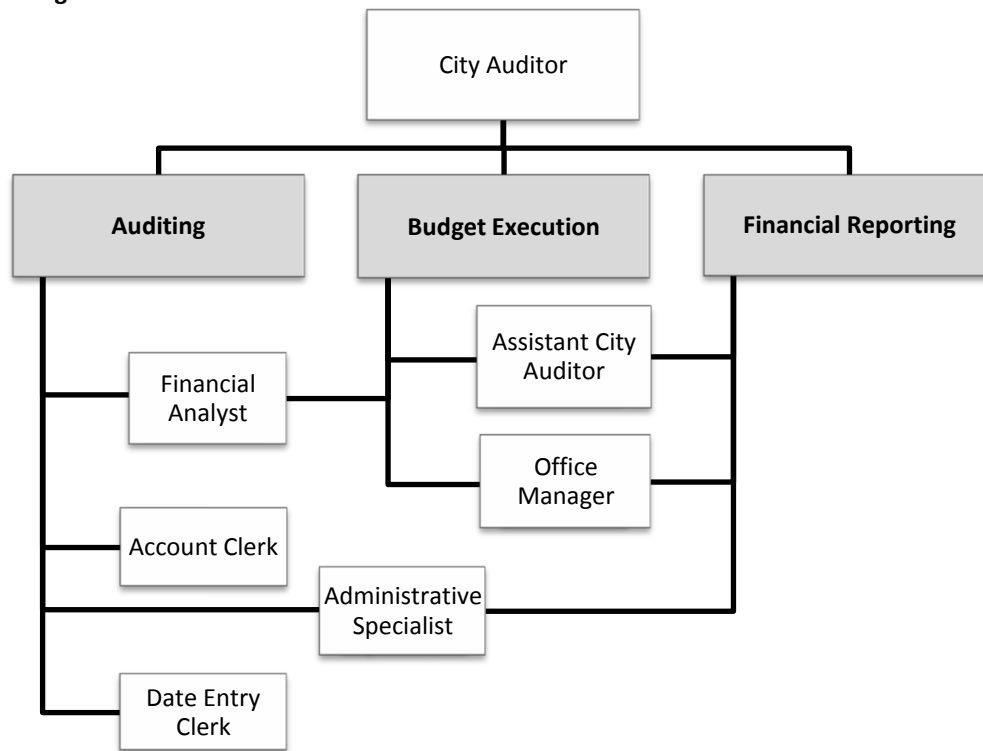 City Auditor
Auditing
Budget Execution
Financial Reporting
Assistant City
Auditor
Financial
Analyst
Office
Manager
Account Clerk
Administrative
Specialist
Date Entry
Clerk